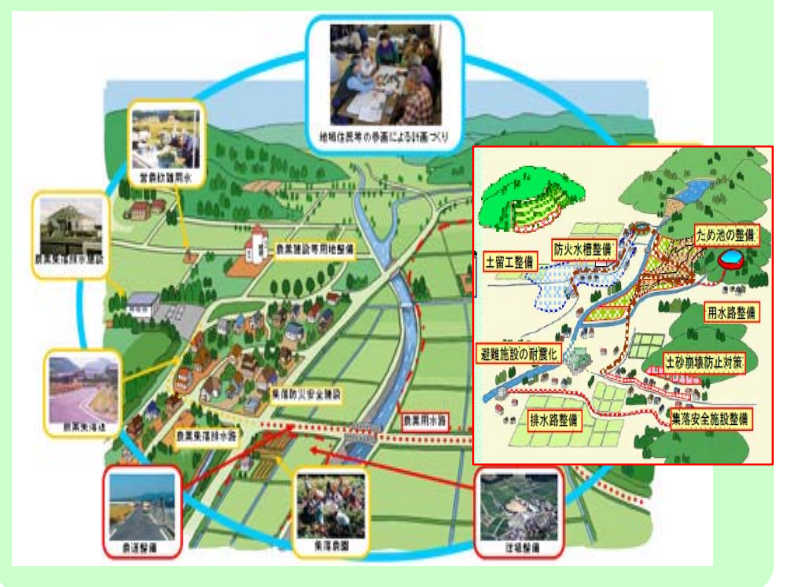 地域住民等の参画による計画づくり
営農飲雑用水
農業集落排水施設
農業施設等用地整備
農業集落道
集落防災安全施設
農業集落排水路
農業用水路
農道整備
集落農園
ほ場整備
ため池の整備
防火水槽整備
土留工整備
用水路整備
避難施設の耐震化
土砂崩壊防止対策
排水路整備
集落安全施設整備